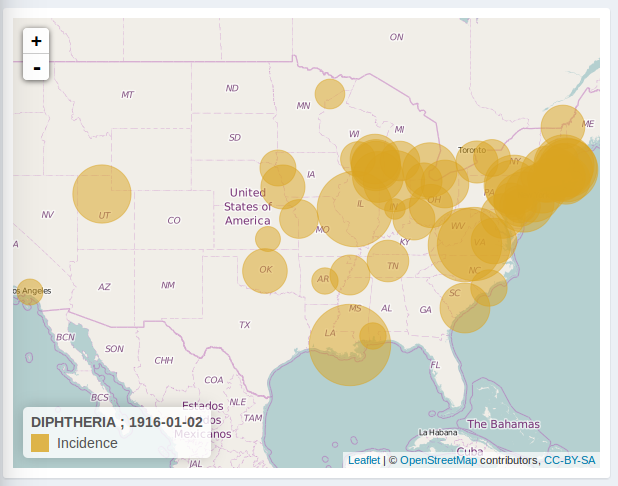 +
-
ON
MT
ND
MN
ME
SD
WI
MI
Toronto
NY
IA
PA
United
States of
America
UT
NV
CO
IL
OH
MO
WV
VA
KY
OK
AR
TN
NC
AZ
NM
SC
os Angeles
MS
AL
GA
TX
LA
BCN
SON
CHH
FL
COA
BCS
NLE
Estados
TAM
Mexicanos
The Bahamas
La Habana
Cuba
JAL
DIPHTHERIA ; 1916-01-02
Incidence
Leaflet | © OpenStreetMap contributors, CC-BY-SA